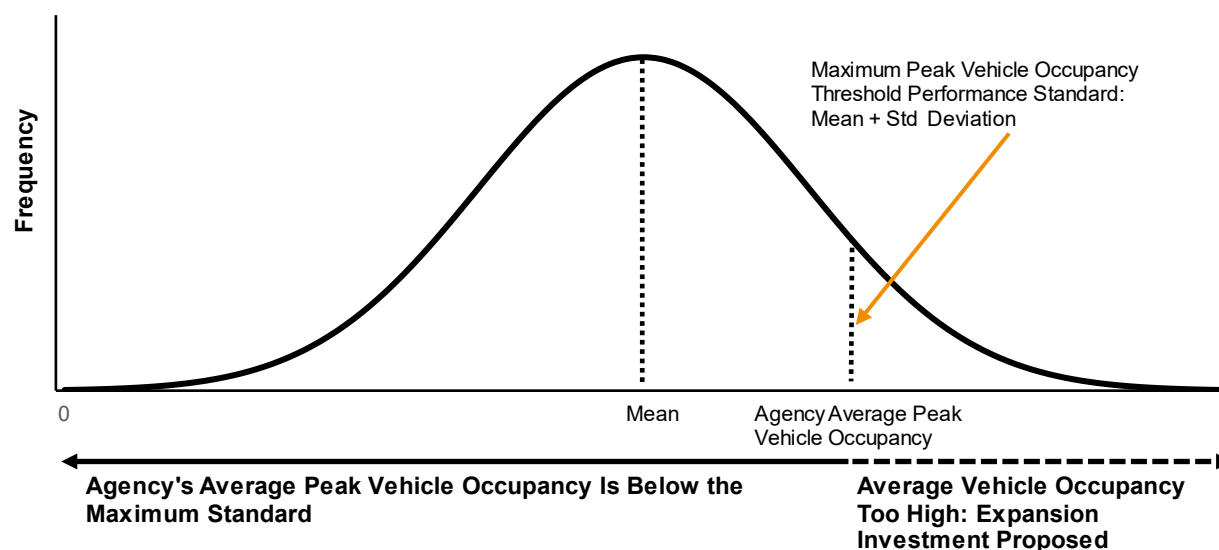 Frequency
Maximum Peak Vehicle Occupancy
Threshold Performance Standard:
Mean + Std Deviation
0
Mean
Agency Average Peak
Vehicle Occupancy
Agency's Average Peak Vehicle Occupancy Is Below the
Maximum Standard
Average Vehicle Occupancy
Too High: Expansion
Investment Proposed